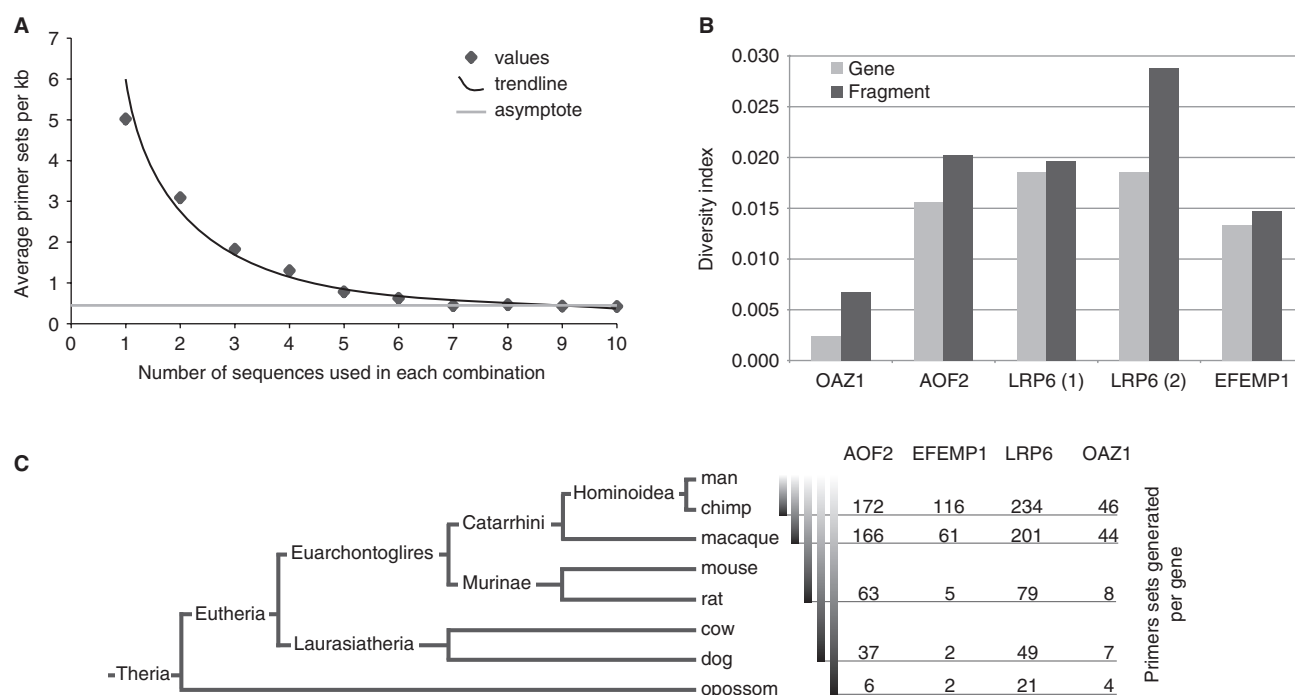 A
7
6
5
4
3
2
1
0
Average primer sets per kb
values
trendline
asymptote
0 1 2 3 4 5 6 7 8 9 10
Number of sequences used in each combination
B
0.030
0.025
0.020
0.015
0.010
0.005
0.000
Diversity index
Gene
Fragment
OAZ1 AOF2 LRP6 (1) LRP6 (2) EFEMP1
C
AOF2 EFEMP1 LRP6 OAZ1
man
Hominoidea
chimp 172 116 234 46
Catarrhini
macaque 166 61 201 44
Euarchontoglires
mouse
Murinae
rat 63 5 79 8
Eutheria
cow
Laurasiatheria
dog 37 2 49 7
Theria
opossom 6 2 21 4
Primers sets generated
per gene